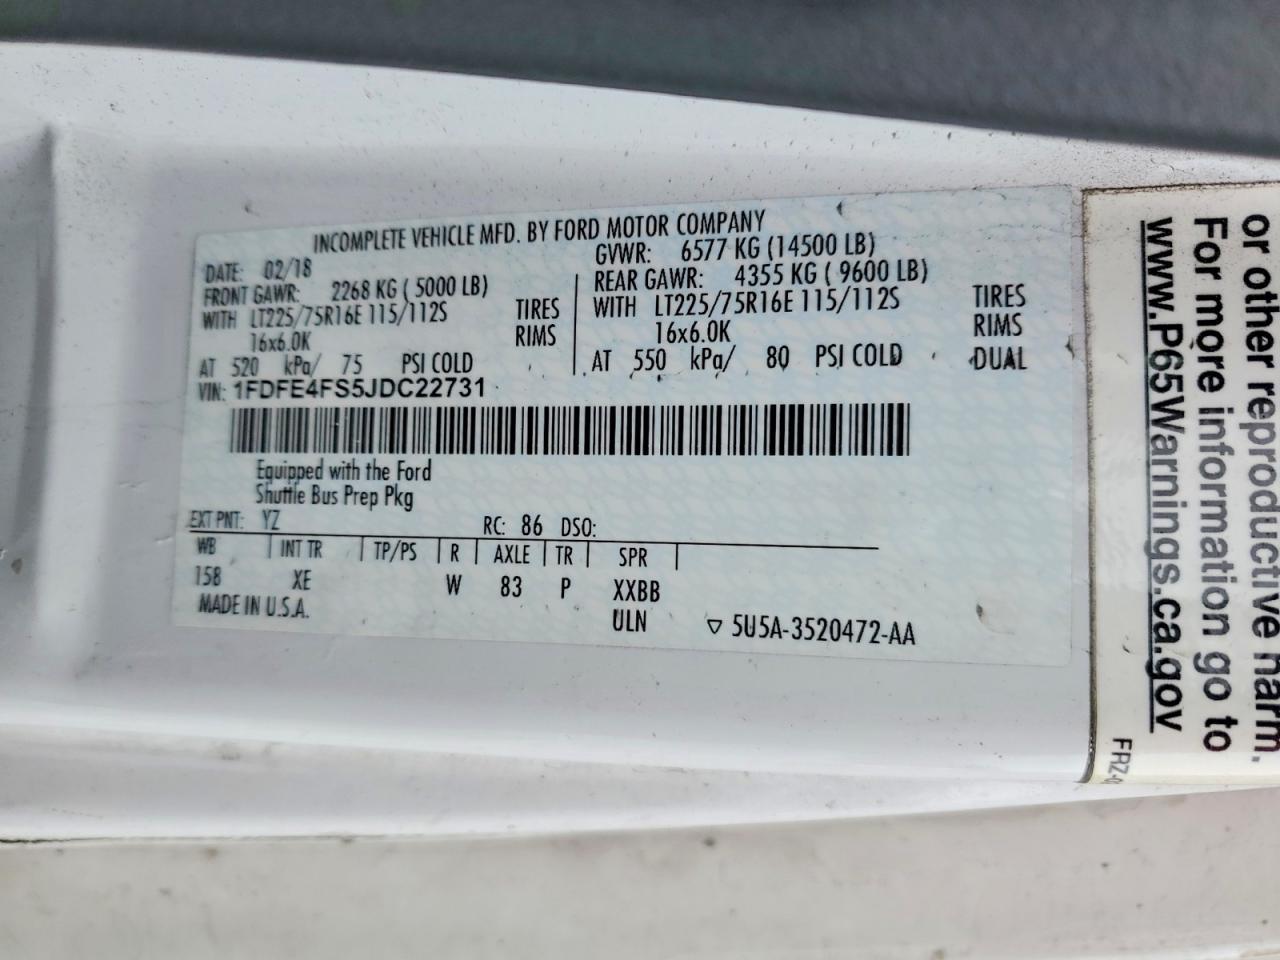 INCOMPLETE VEHICLE MFD. BY FORD MOTOR COMPANY
DATE: 02/18
GVWR: 6577 KG (14500 LB)
FRONT GAWR: 2268 KG ( 5000 LB)
WITH LT225/75R16E 115/112S TIRES
16x6.0K RIMS
AT 520 kPa/ 75 PSI COLD
REAR GAWR: 4355 KG ( 9600 LB)
WITH LT225/75R16E 115/112S TIRES
16x6.0K RIMS
AT 550 kPa/ 80 PSI COLD DUAL
VIN: 1FDFE4FS5JDC22731
Equipped with the Ford
Shuttle Bus Prep Pkg
EXT PNT: YZ RC: 86 DSO:
WB INT TR TP/PS R AXLE TR SPR
158 XE W 83 P XXBB
MADE IN U.S.A. ULN ▽ 5U5A-3520472-AA
or other reproductive harm.
For more information go to
www.P65Warnings.ca.gov